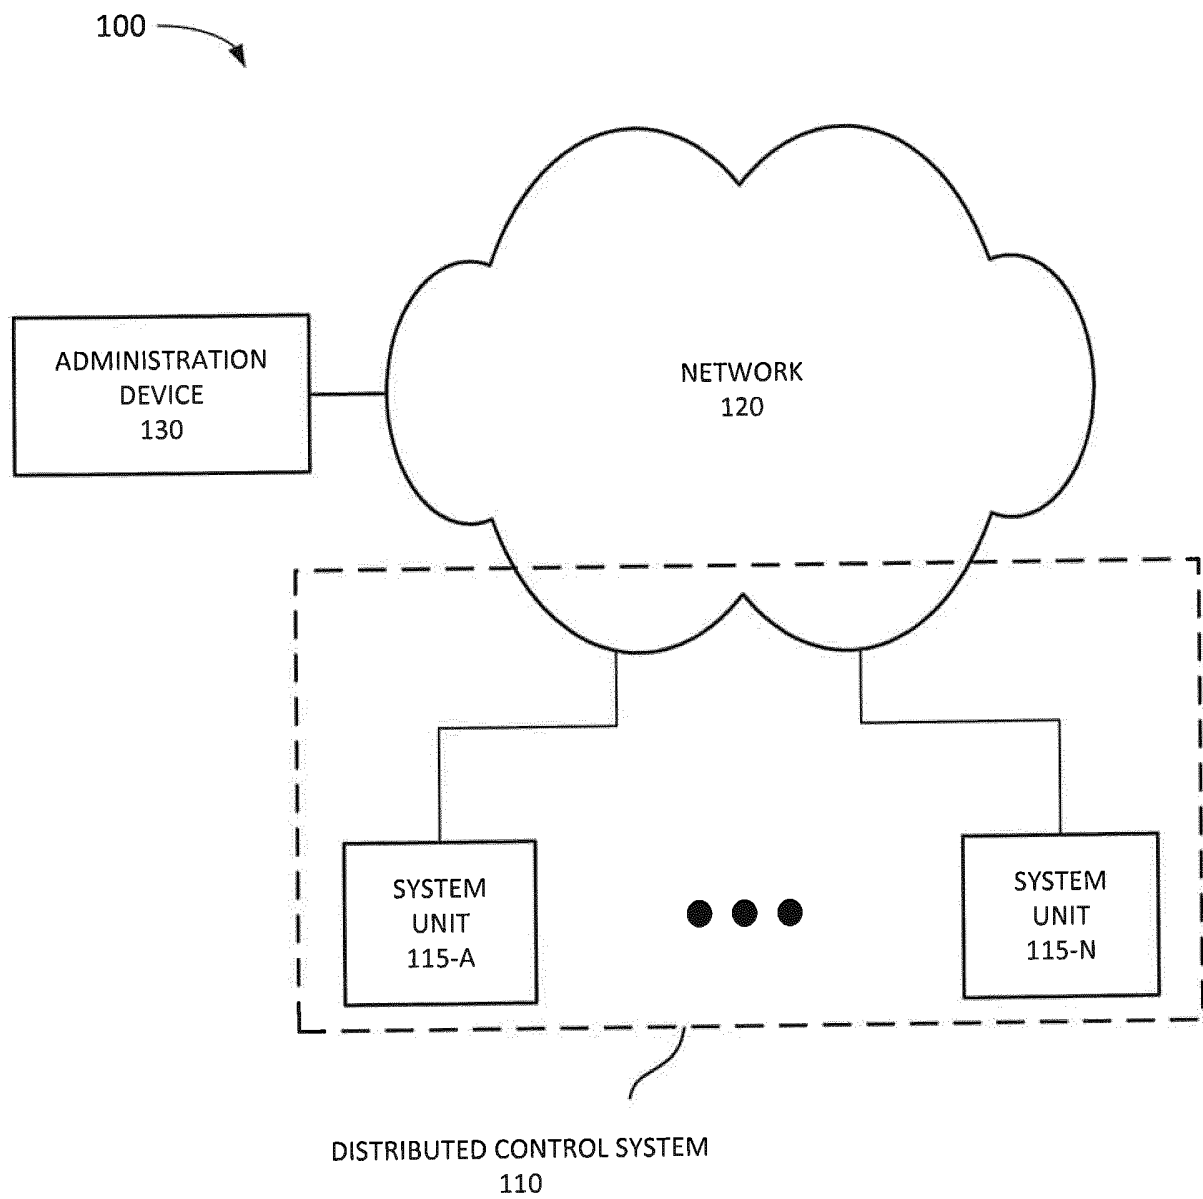 100
ADMINISTRATION
DEVICE
130
NETWORK
120
SYSTEM
UNIT
115-A
SYSTEM
UNIT
115-N
DISTRIBUTED CONTROL SYSTEM
110